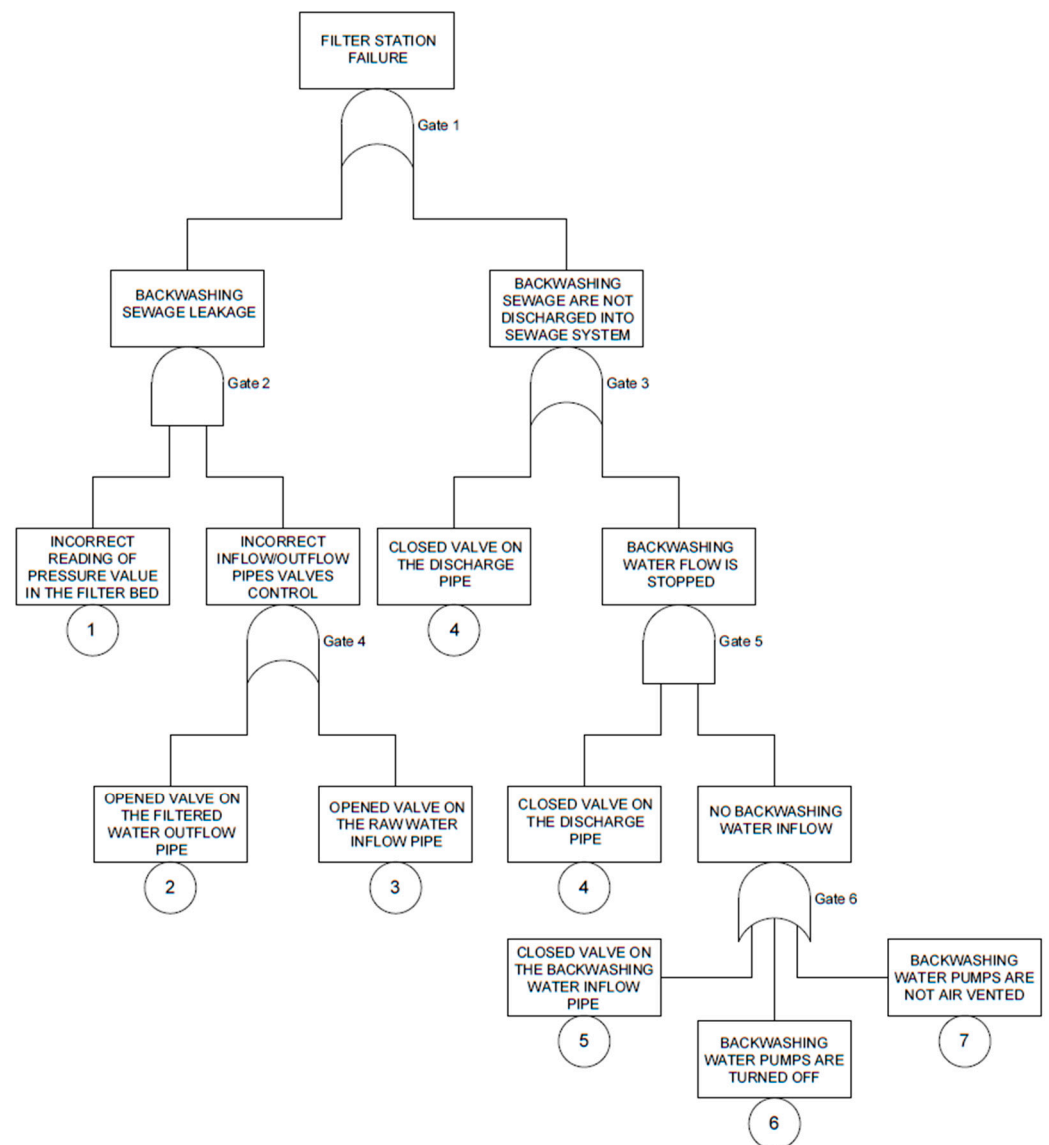 FILTER STATION
FAILURE
Gate 1
BACKWASHING
SEWAGE LEAKAGE
BACKWASHING
SEWAGE ARE NOT
DISCHARGED INTO
SEWAGE SYSTEM
Gate 2
Gate 3
INCORRECT
READING OF
PRESSURE VALUE
IN THE FILTER BED
1
INCORRECT
INFLOW/OUTFLOW
PIPES VALVES
CONTROL
CLOSED VALVE ON
THE DISCHARGE
PIPE
4
BACKWASHING
WATER FLOW IS
STOPPED
Gate 4
Gate 5
OPENED VALVE ON
THE FILTERED
WATER OUTFLOW
PIPE
2
OPENED VALVE ON
THE RAW WATER
INFLOW PIPE
3
CLOSED VALVE ON
THE DISCHARGE
PIPE
4
NO BACKWASHING
WATER INFLOW
Gate 6
CLOSED VALVE ON
THE BACKWASHING
WATER INFLOW
PIPE
5
BACKWASHING
WATER PUMPS ARE
TURNED OFF
6
BACKWASHING
WATER PUMPS ARE
NOT AIR VENTED
7